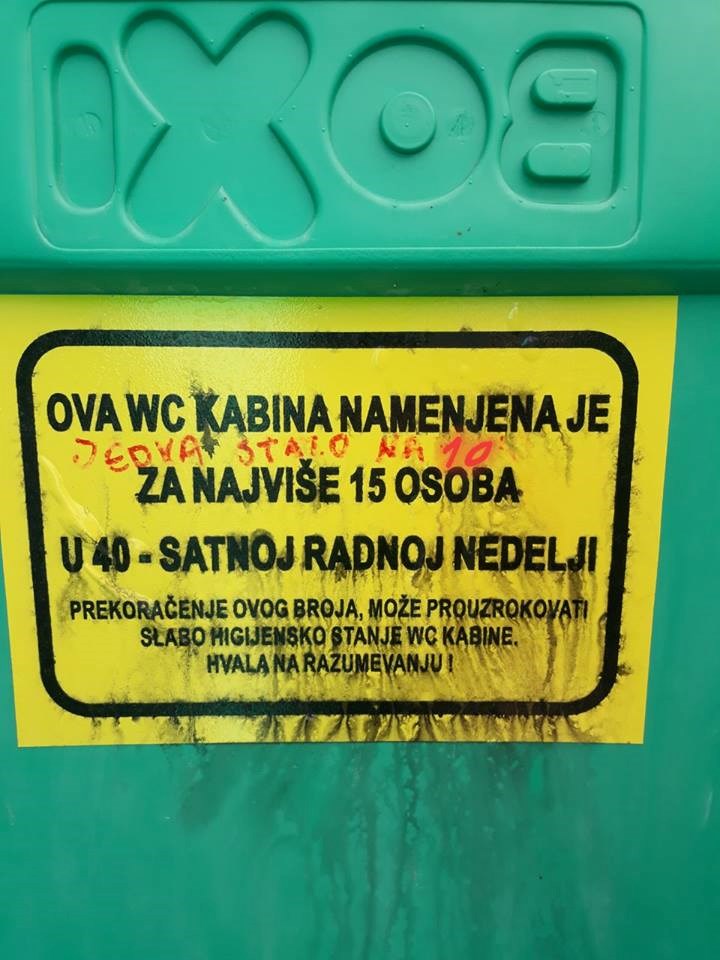 BOXI
OVA WC KABINA NAMENJENA JE
JEDVA STALO NA 10
ZA NAJVIŠE 15 OSOBA
U 40 - SATNOJ RADNOJ NEDELJI
PREKORAČENJE OVOG BROJA, MOŽE PROUZROKOVATI
SLABO HIGIJENSKO STANJE WC KABINE.
HVALA NA RAZUMEVANJU !